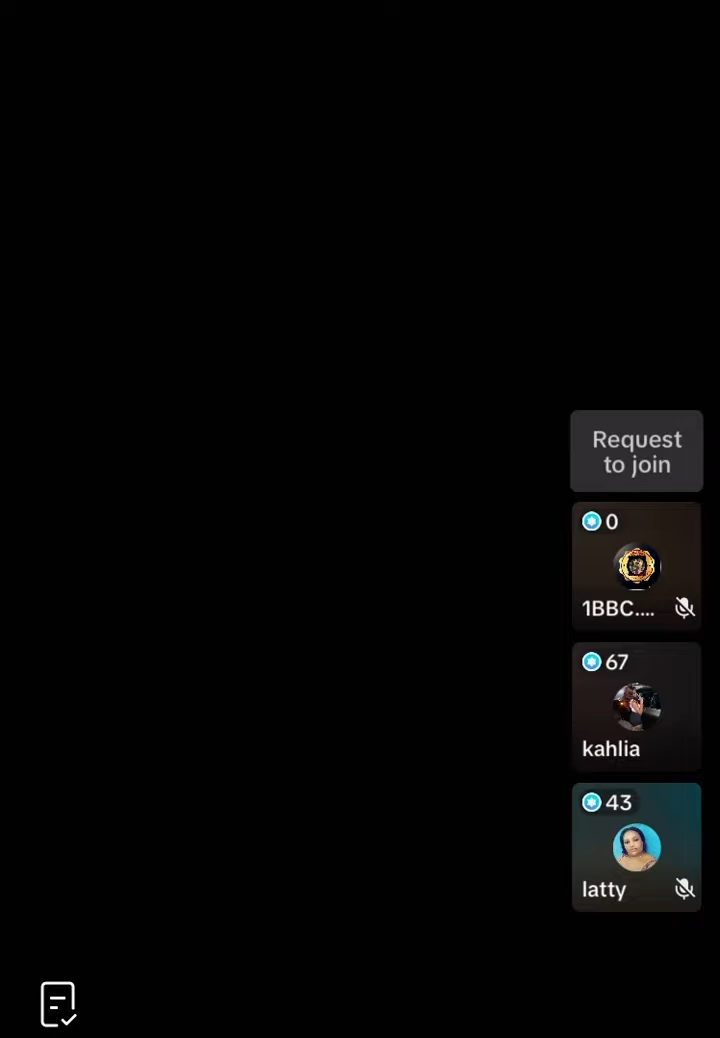 Request
to join
0
1BBC....
67
kahlia
43
latty